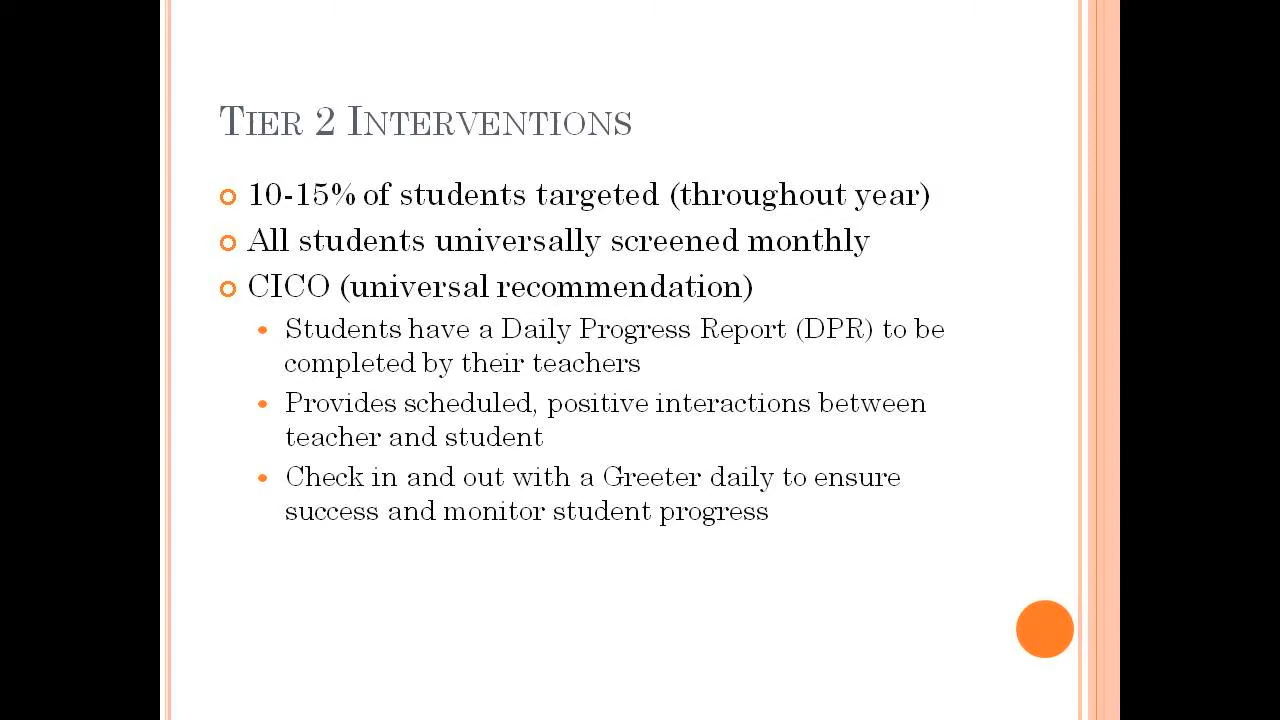 Tier 2 Interventions
10-15% of students targeted (throughout year)
All students universally screened monthly
CICO (universal recommendation)
Students have a Daily Progress Report (DPR) to be
completed by their teachers
Provides scheduled, positive interactions between
teacher and student
Check in and out with a Greeter daily to ensure
success and monitor student progress